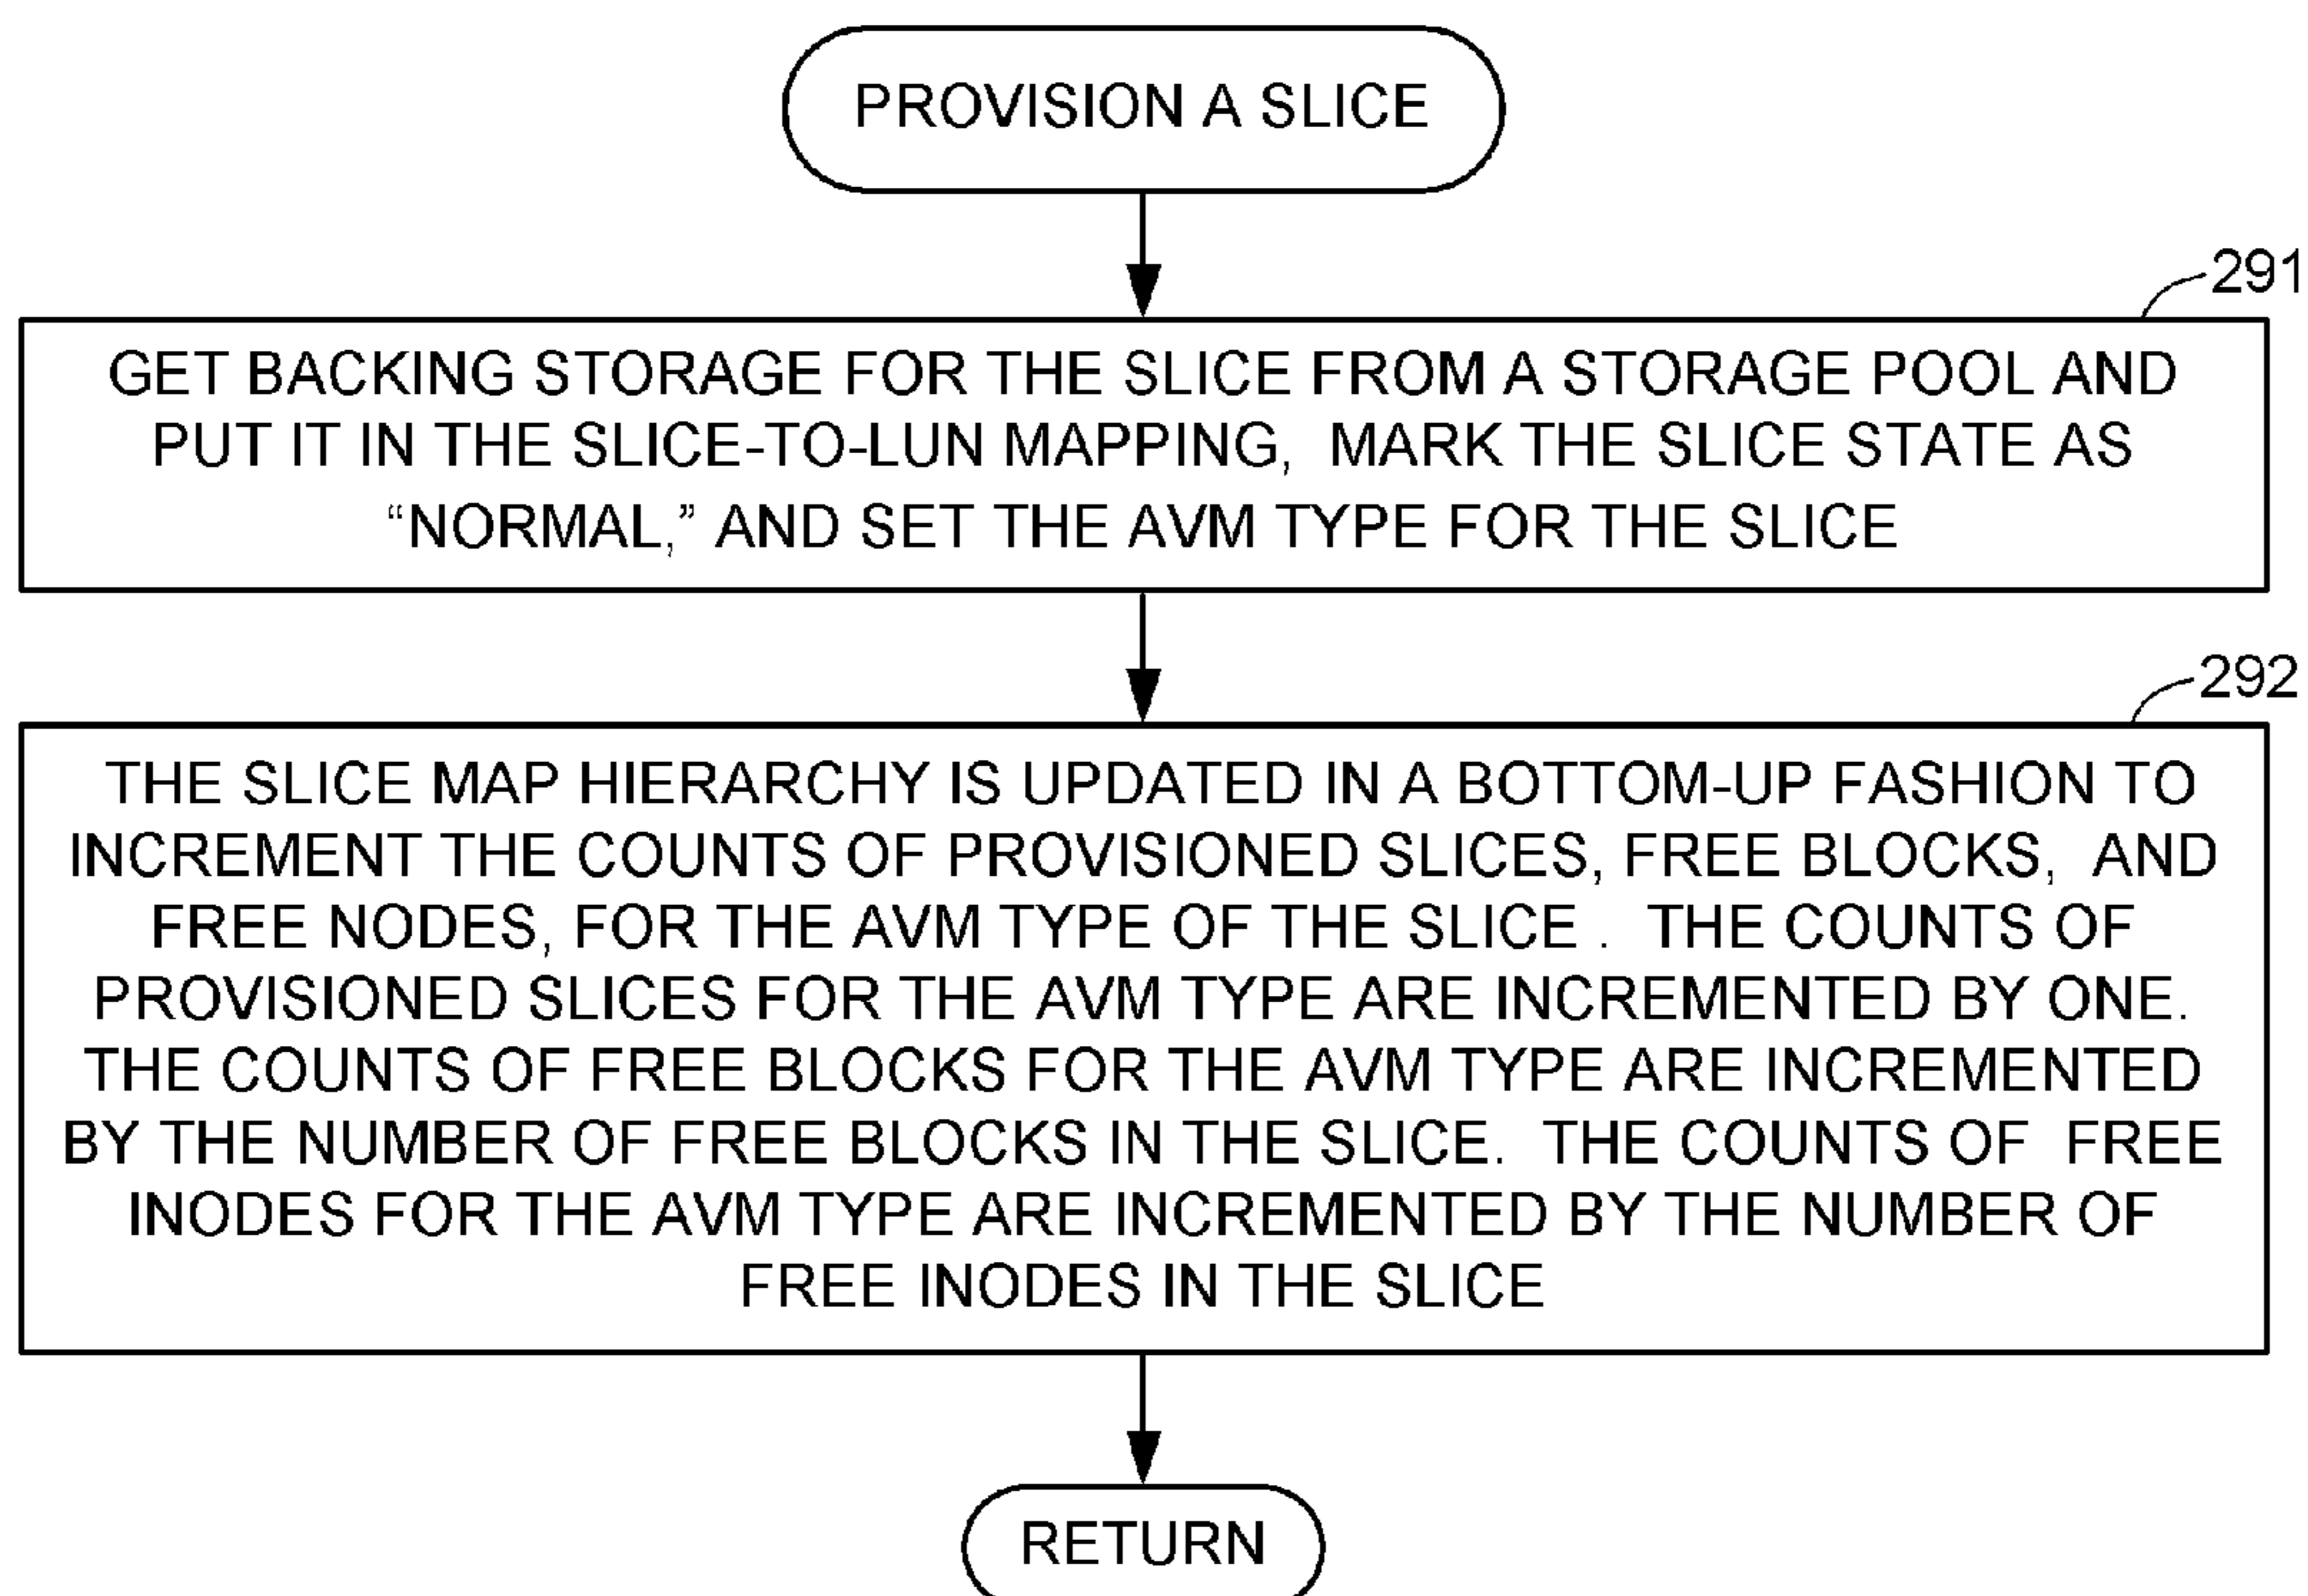 PROVISION A SLICE
291
GET BACKING STORAGE FOR THE SLICE FROM A STORAGE POOL AND
PUT IT IN THE SLICE-TO-LUN MAPPING, MARK THE SLICE STATE AS
“NORMAL,” AND SET THE AVM TYPE FOR THE SLICE
292
THE SLICE MAP HIERARCHY IS UPDATED IN A BOTTOM-UP FASHION TO
INCREMENT THE COUNTS OF PROVISIONED SLICES, FREE BLOCKS, AND
FREE NODES, FOR THE AVM TYPE OF THE SLICE . THE COUNTS OF
PROVISIONED SLICES FOR THE AVM TYPE ARE INCREMENTED BY ONE.
THE COUNTS OF FREE BLOCKS FOR THE AVM TYPE ARE INCREMENTED
BY THE NUMBER OF FREE BLOCKS IN THE SLICE. THE COUNTS OF FREE
INODES FOR THE AVM TYPE ARE INCREMENTED BY THE NUMBER OF
FREE INODES IN THE SLICE
RETURN